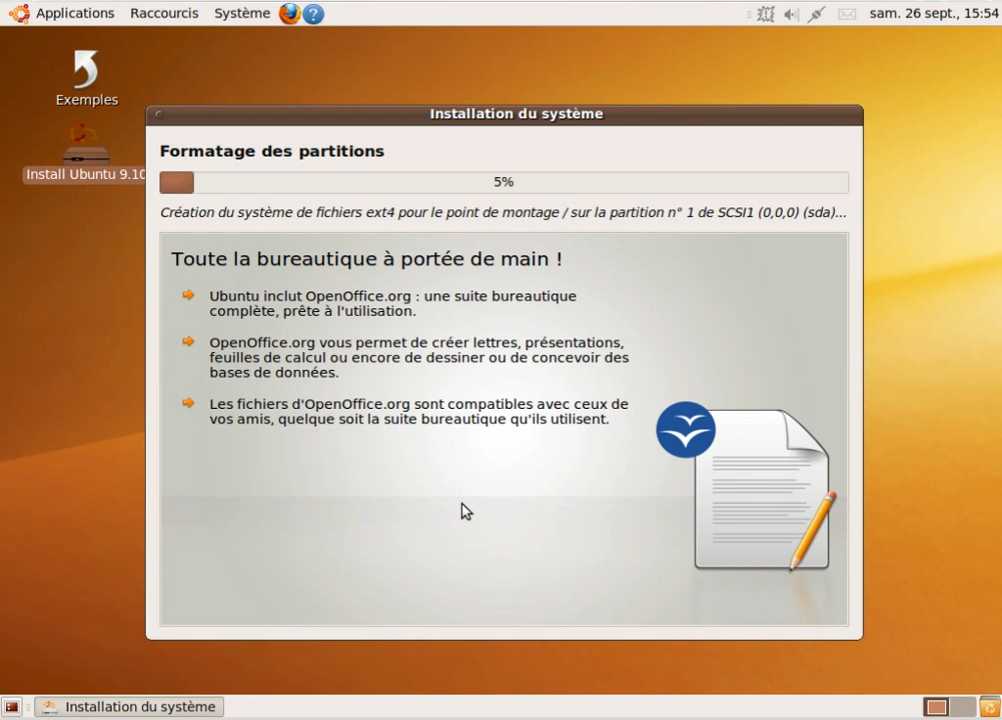 Applications Raccourcis Système sam. 26 sept., 15:54
Exemples
Install Ubuntu 9.10
Installation du système
Formatage des partitions
5%
Création du système de fichiers ext4 pour le point de montage / sur la partition n° 1 de SCSI1 (0,0,0) (sda)...
Toute la bureautique à portée de main !
Ubuntu inclut OpenOffice.org : une suite bureautique
complète, prête à l'utilisation.
OpenOffice.org vous permet de créer lettres, présentations,
feuilles de calcul ou encore de dessiner ou de concevoir des
bases de données.
Les fichiers d'OpenOffice.org sont compatibles avec ceux de
vos amis, quelque soit la suite bureautique qu'ils utilisent.
Installation du système